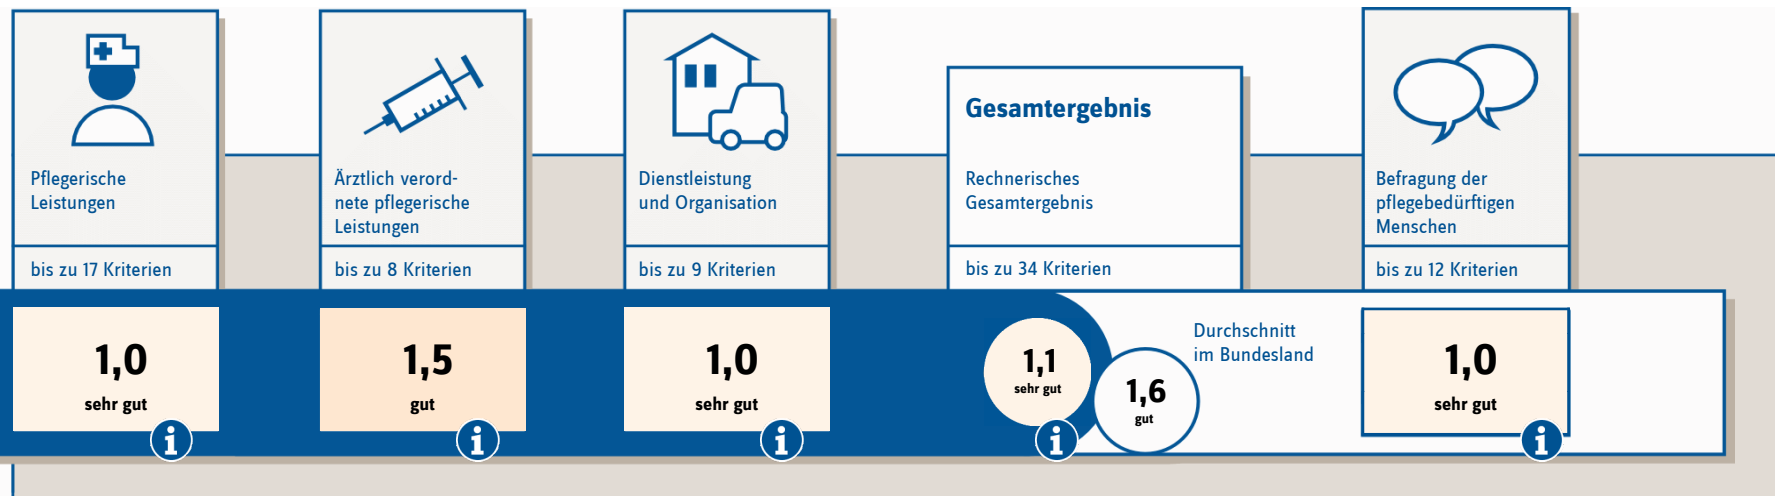 Pflegerische
Leistungen
bis zu 17 Kriterien
1,0
sehr gut
i
Ärztlich verord-
nete pflegerische
Leistungen
bis zu 8 Kriterien
1,5
gut
i
Dienstleistung
und Organisation
bis zu 9 Kriterien
1,0
sehr gut
i
Gesamtergebnis
Rechnerisches
Gesamtergebnis
bis zu 34 Kriterien
1,1
sehr gut
i
1,6
gut
Durchschnitt
im Bundesland
Befragung der
pflegebedürftigen
Menschen
bis zu 12 Kriterien
1,0
sehr gut
i